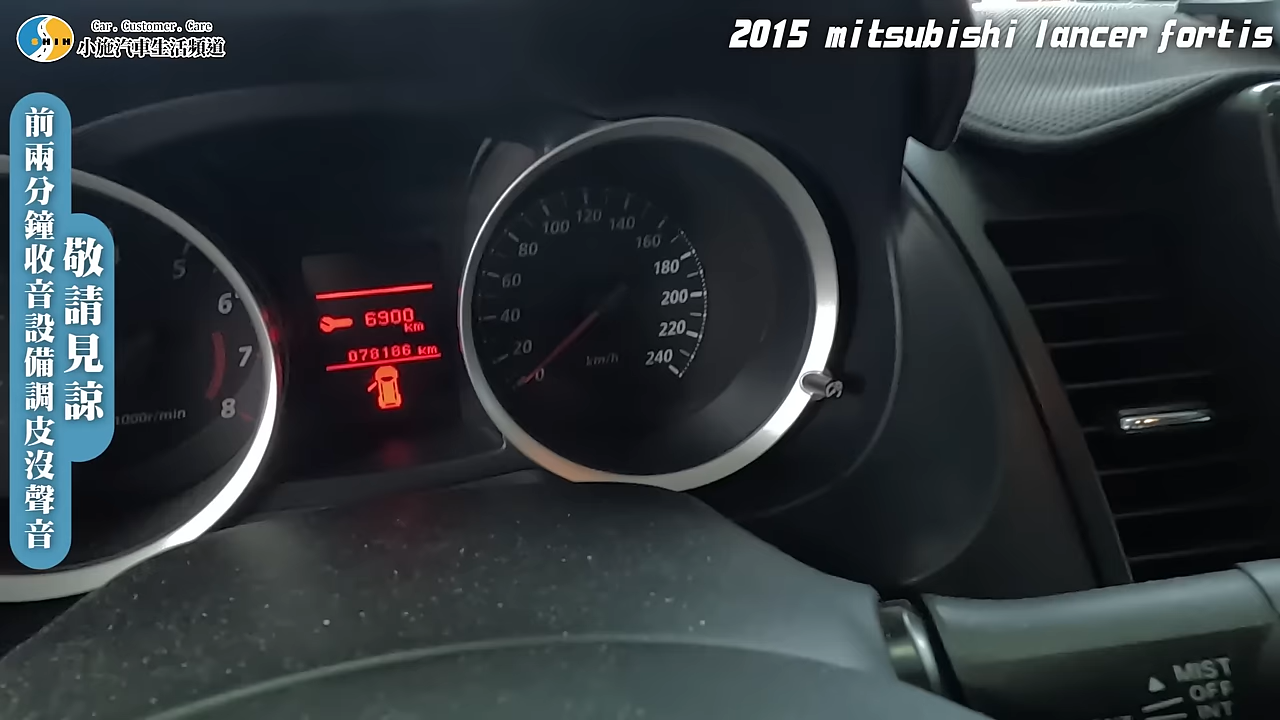 Car. Customer. Care
SHIH
小施汽車生活頻道
2015 mitsubishi lancer fortis
前兩分鐘收音設備調皮沒聲音
敬請見諒
5
6
7
8
1000r/min
6900 km
078186 km
0
20
40
60
80
100
120
140
160
180
200
220
240
km/h
MIST
OFF
INT